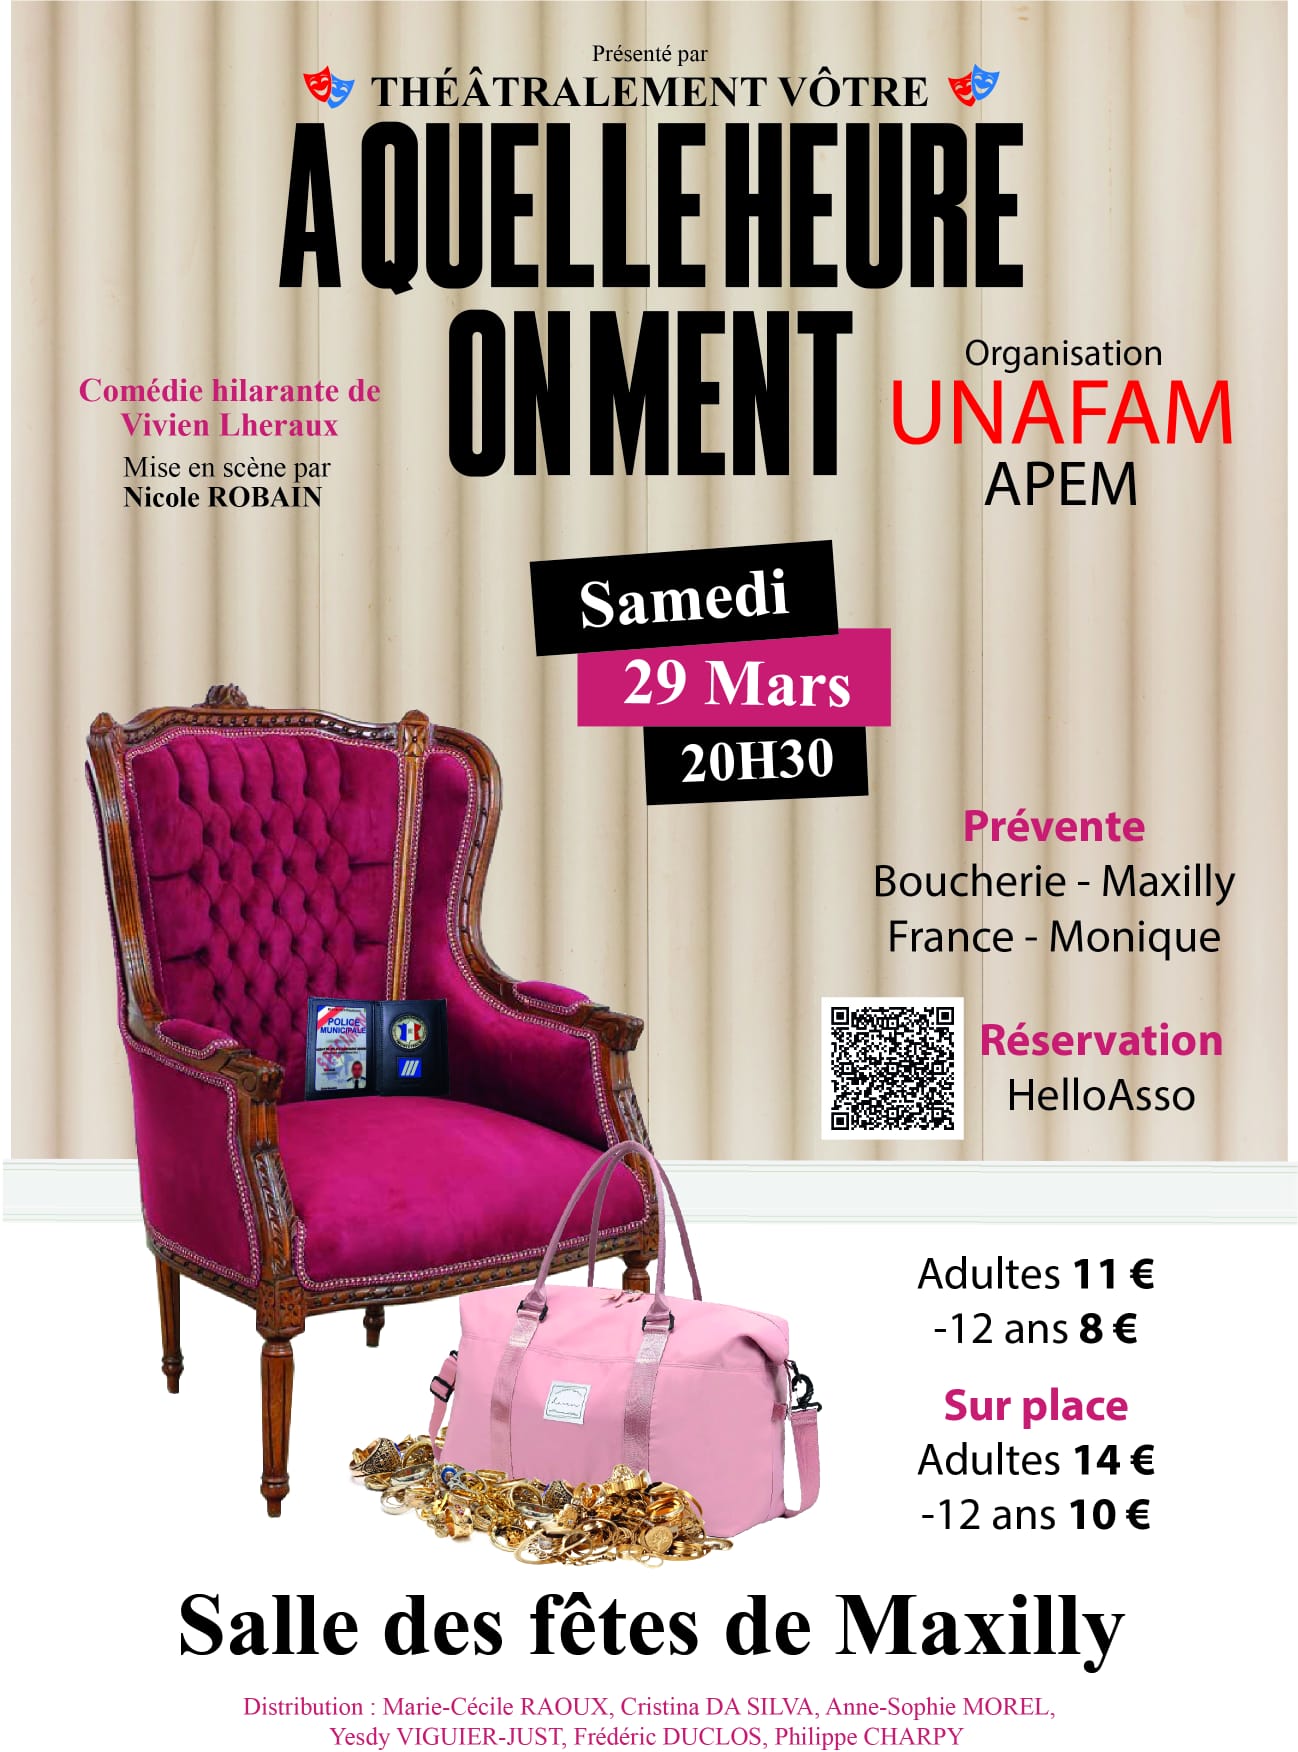 Présenté par
THÉÂTRALEMENT VÔTRE
A QUELLE HEURE
ON MENT
Comédie hilarante de
Vivien Lheraux
Mise en scène par
Nicole ROBAIN
Organisation
UNAFAM
APEM
Samedi
29 Mars
20H30
Prévente
Boucherie - Maxilly
France - Monique
POLICE
MUNICIPALE
Réservation
HelloAsso
Adultes 11 €
-12 ans 8 €
Sur place
Adultes 14 €
-12 ans 10 €
Salle des fêtes de Maxilly
Distribution : Marie-Cécile RAOUX, Cristina DA SILVA, Anne-Sophie MOREL,
Yesdy VIGUIER-JUST, Frédéric DUCLOS, Philippe CHARPY